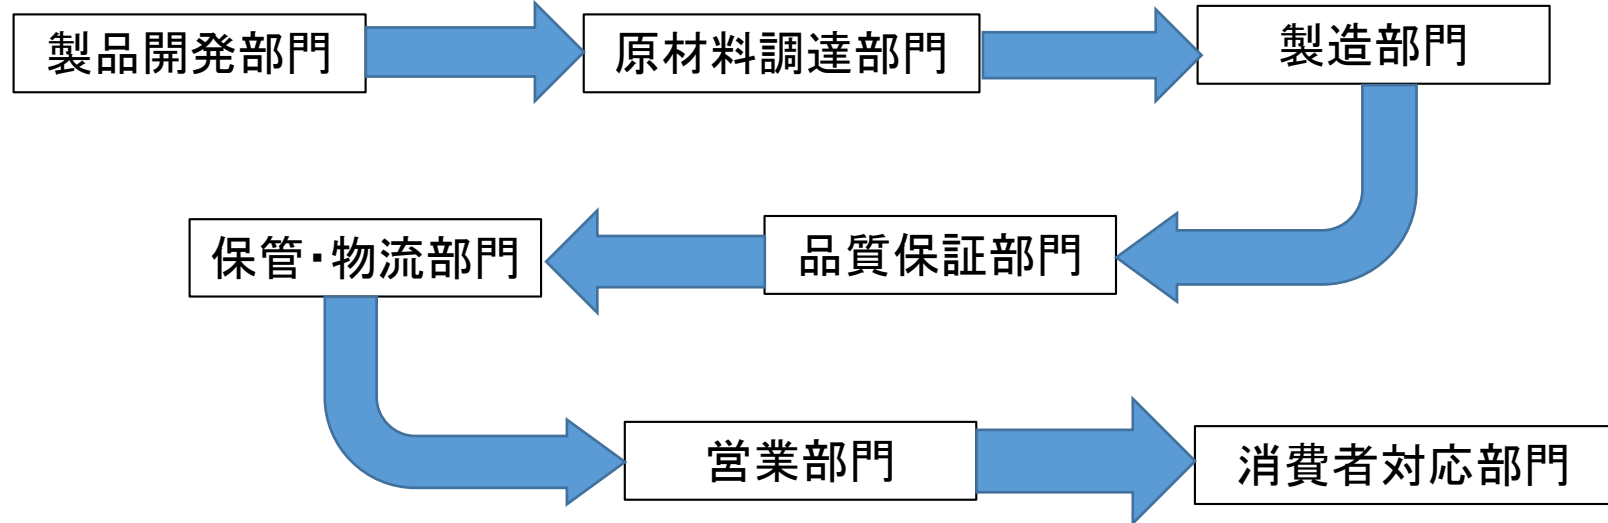 製品開発部門
原材料調達部門
製造部門
品質保証部門
保管・物流部門
営業部門
消費者対応部門